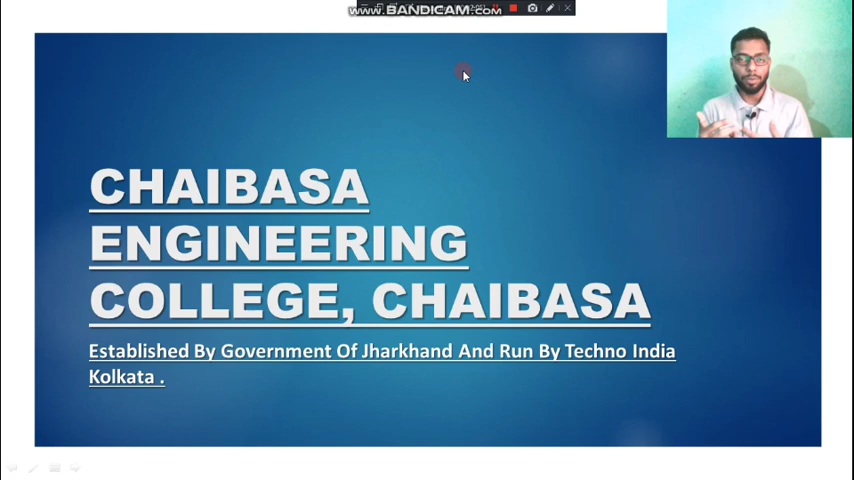 www.BANDICAM.com
CHAIBASA
ENGINEERING
COLLEGE, CHAIBASA
Established By Government Of Jharkhand And Run By Techno India
Kolkata .